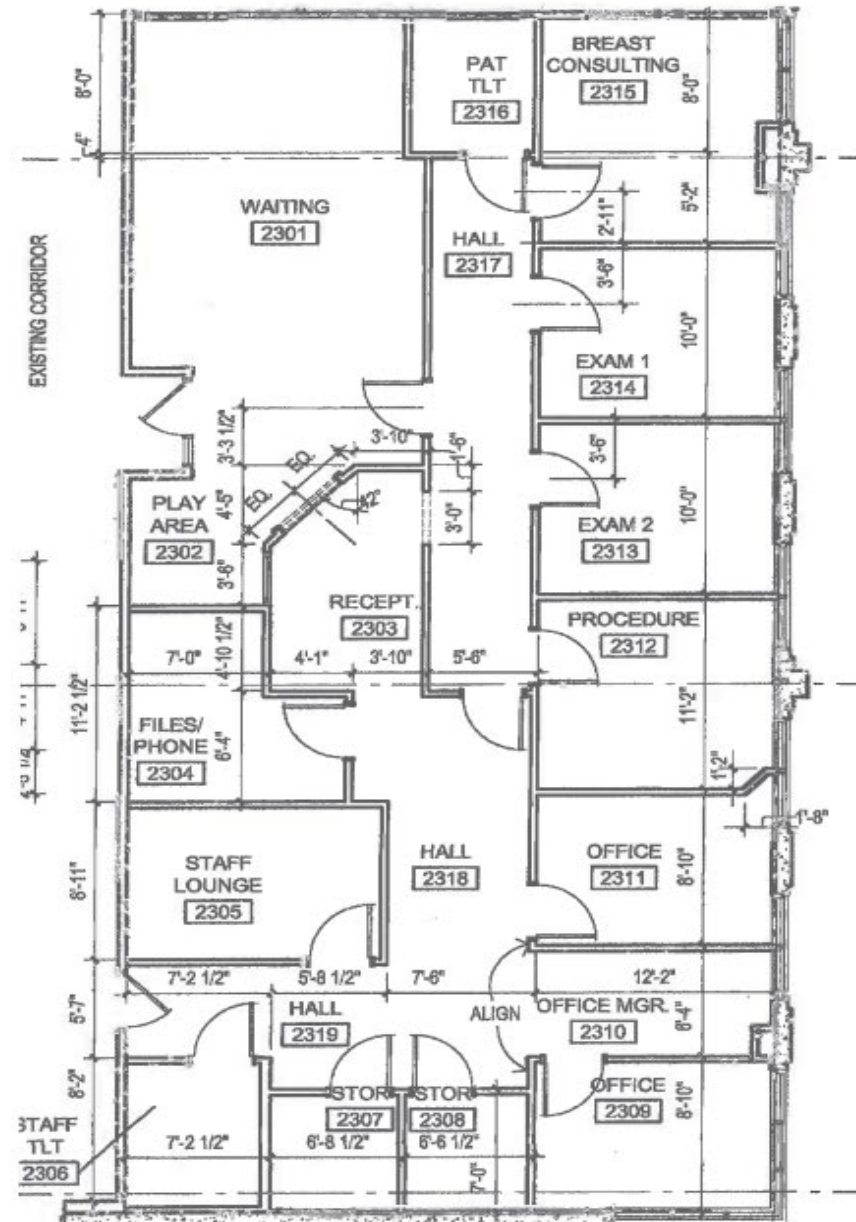 8'-0"
4"
PAT
TLT
2316
BREAST
CONSULTING
2315
8'-0"
WAITING
2301
HALL
2317
2'-11"
5'-2"
3'-6"
EXISTING CORRIDOR
10'-0"
EXAM 1
2314
3'-3 1/2"
3'-10"
1'-6"
EQ.
EQ.
42"
3'-6"
4'-5"
3'-0"
10'-0"
PLAY
AREA
2302
EXAM 2
2313
3'-6"
RECEPT.
2303
PROCEDURE
2312
7'-0"
4'-10 1/2"
4'-1"
3'-10"
5'-6"
11'-2 1/2"
11'-2"
FILES/
PHONE
2304
6'-4"
1'-2"
1'-8"
STAFF
LOUNGE
2305
8'-11"
HALL
2318
OFFICE
2311
8'-10"
7'-2 1/2"
5'-8 1/2"
7'-6"
12'-2"
5'-7"
HALL
2319
ALIGN
OFFICE MGR.
2310
6'-4"
8'-2"
STOR
2307
STOR
2308
OFFICE
2309
8'-10"
STAFF
TLT
2306
7'-2 1/2"
6'-8 1/2"
6'-6 1/2"
7'-0"